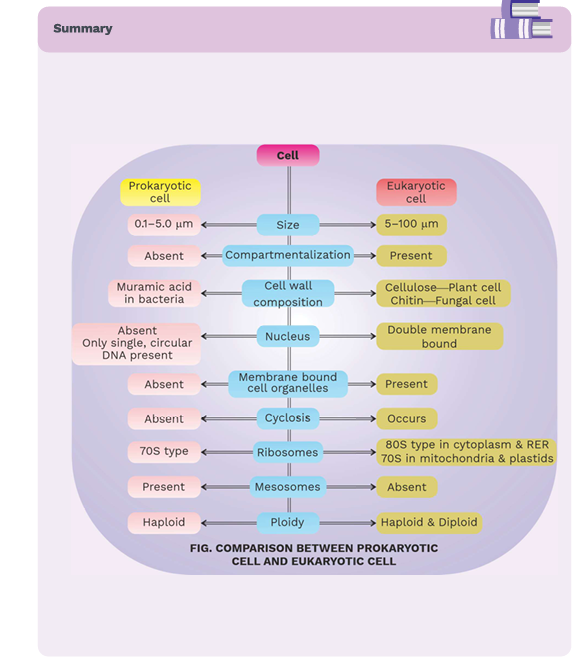 Summary
Cell
Prokaryotic
cell
Eukaryotic
cell
0.1–5.0 μm
Size
5–100 μm
Absent
Compartmentalization
Present
Muramic acid
in bacteria
Cell wall
composition
Cellulose—Plant cell
Chitin—Fungal cell
Absent
Only single, circular
DNA present
Nucleus
Double membrane
bound
Absent
Membrane bound
cell organelles
Present
Absent
Cyclosis
Occurs
70S type
Ribosomes
80S type in cytoplasm & RER
70S in mitochondria & plastids
Present
Mesosomes
Absent
Haploid
Ploidy
Haploid & Diploid
FIG. COMPARISON BETWEEN PROKARYOTIC
CELL AND EUKARYOTIC CELL